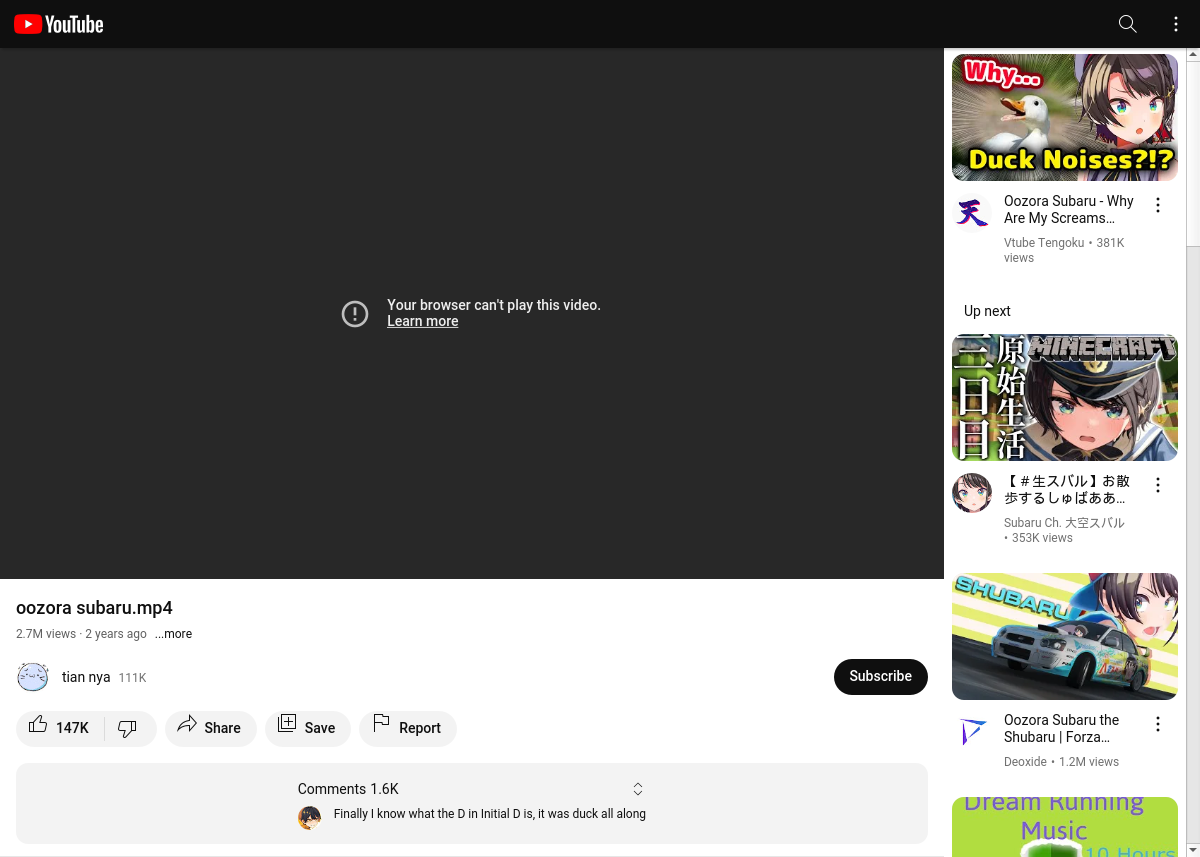 YouTube
Your browser can't play this video.
Learn more
oozora subaru.mp4
2.7M views · 2 years ago ...more
tian nya 111K
Subscribe
147K
Share
Save
Report
Comments 1.6K
Finally I know what the D in Initial D is, it was duck all along
Why...
Duck Noises?!?
Oozora Subaru - Why
Are My Screams...
Vtube Tengoku • 381K
views
Up next
MINECRAFT
原始生活
二日目
【＃生スバル】お散
歩するしゅばああ...
Subaru Ch. 大空スバル
• 353K views
SHUBARU
Oozora Subaru the
Shubaru | Forza...
Deoxide • 1.2M views
Dream Running
Music
10 Hours